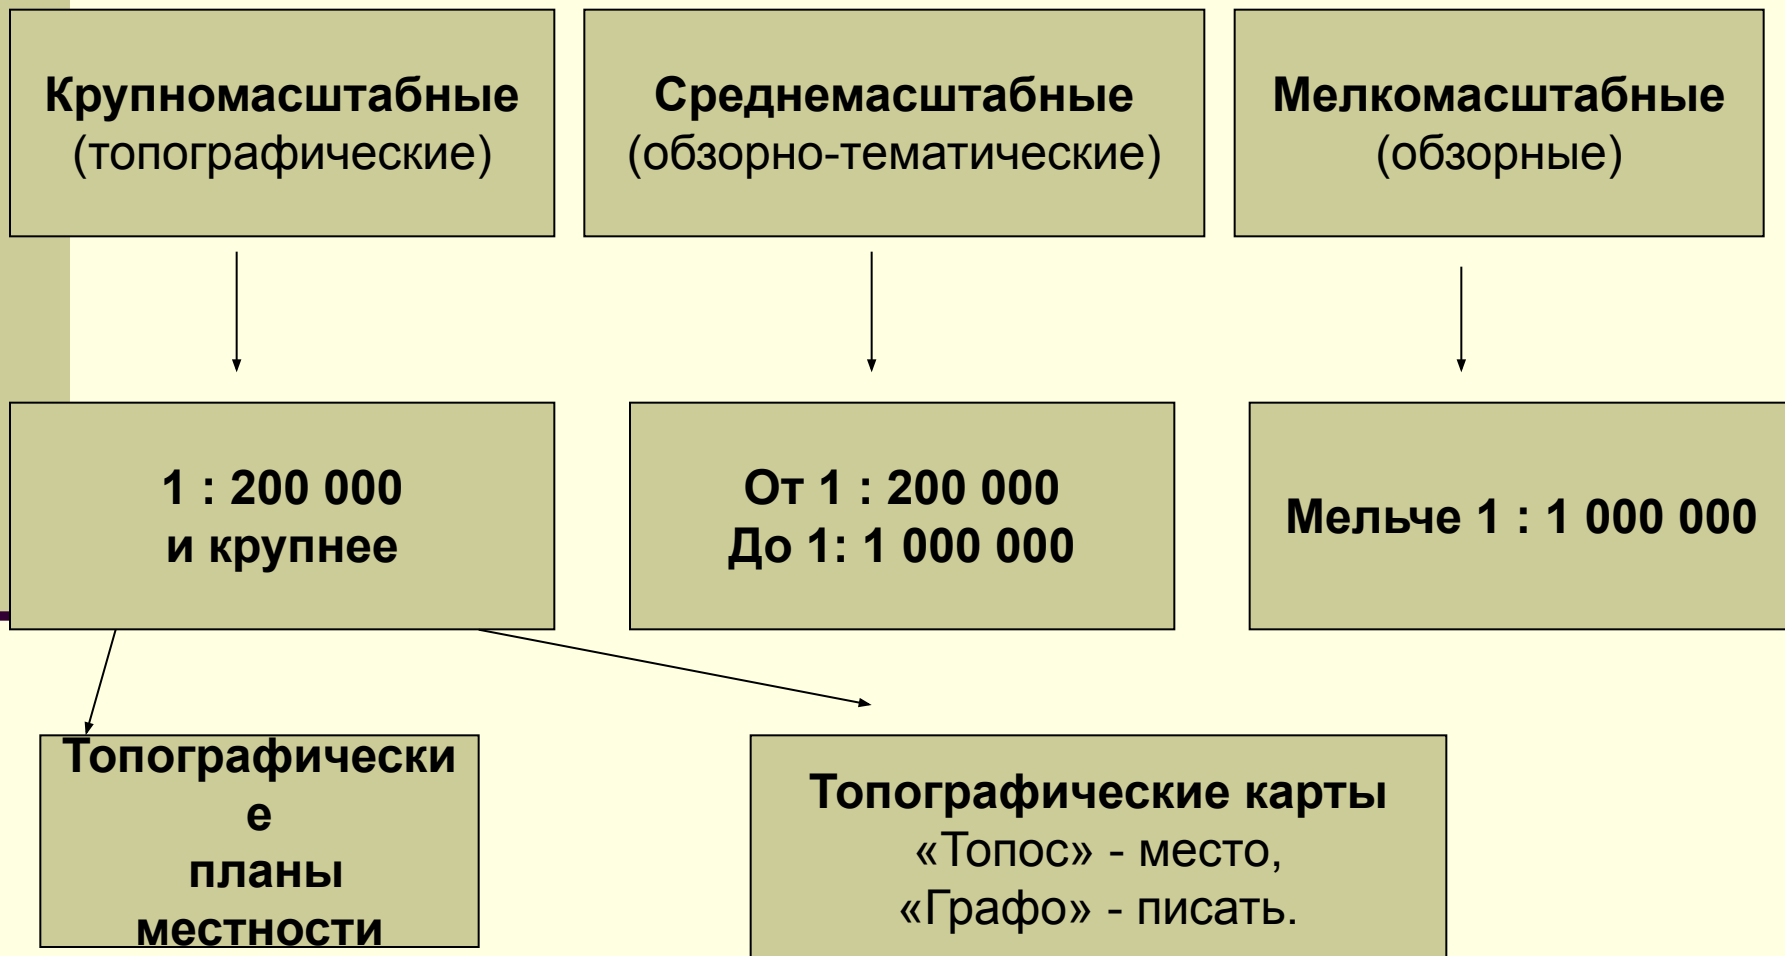 Крупномасштабные
(топографические)
Среднемасштабные
(обзорно-тематические)
Мелкомасштабные
(обзорные)
1 : 200 000
и крупнее
От 1 : 200 000
До 1: 1 000 000
Мельче 1 : 1 000 000
Топографически
е
планы
местности
Топографические карты
«Топос» - место,
«Графо» - писать.